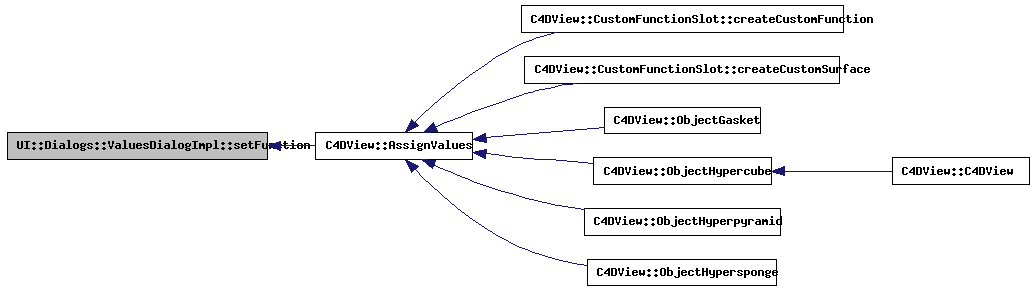 C4DView::CustomFunctionSlot::createCustomFunction
C4DView::CustomFunctionSlot::createCustomSurface
C4DView::ObjectGasket
UI::Dialogs::ValuesDialogImpl::setFunction
C4DView::AssignValues
C4DView::ObjectHypercube
C4DView::C4DView
C4DView::ObjectHyperpyramid
C4DView::ObjectHypersponge